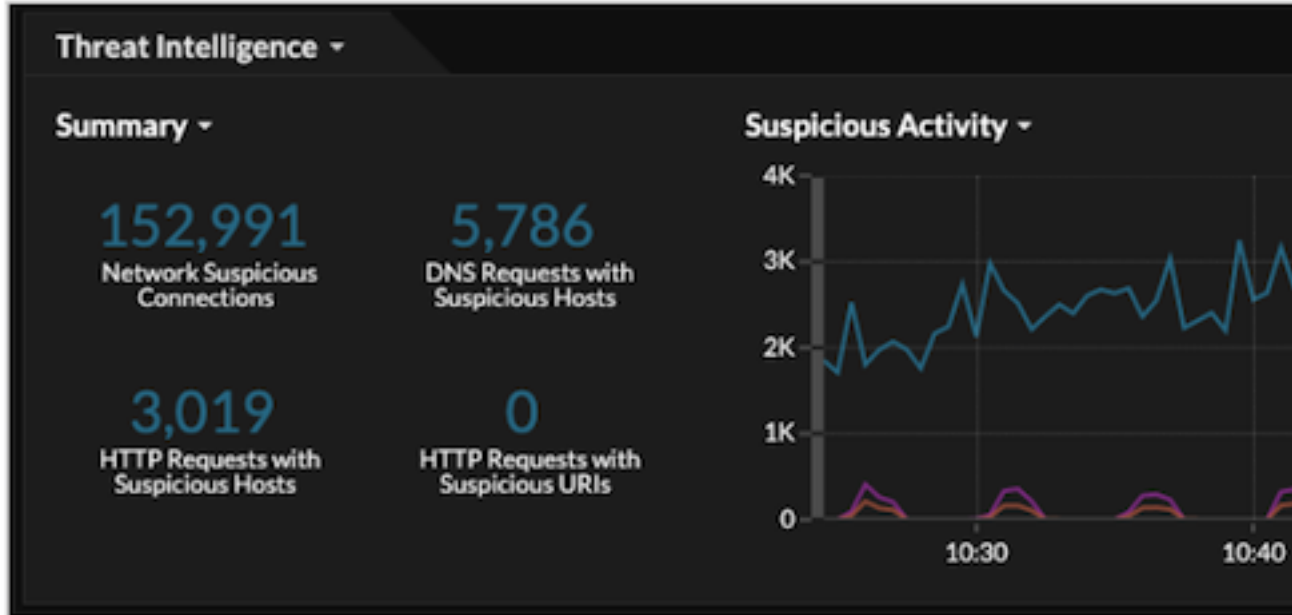 Threat Intelligence
Summary
152,991
Network Suspicious
Connections
5,786
DNS Requests with
Suspicious Hosts
3,019
HTTP Requests with
Suspicious Hosts
0
HTTP Requests with
Suspicious URIs
Suspicious Activity
4K
3K
2K
1K
0
10:30
10:40